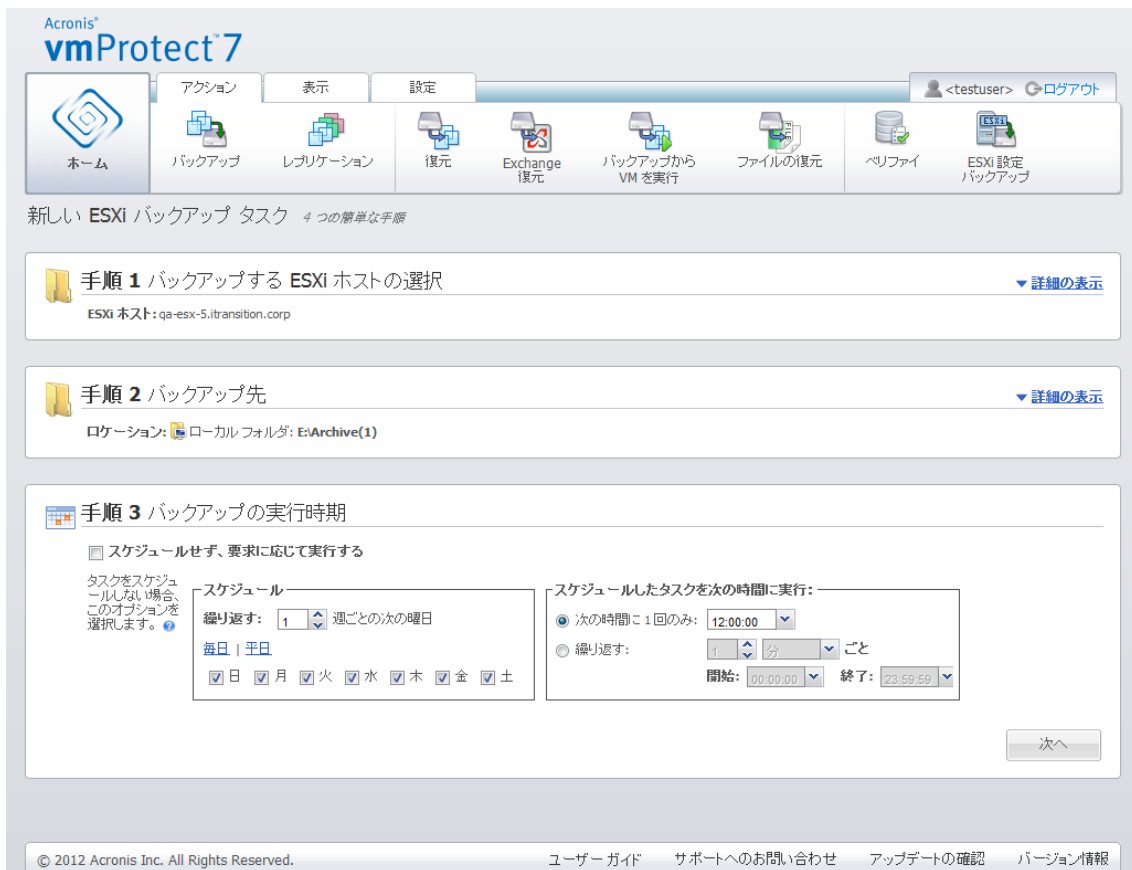 Acronis®
vmProtect™ 7
アクション 表示 設定
<testuser> ログアウト
ホーム
バックアップ
レプリケーション
復元
Exchange
復元
バックアップから
VM を実行
ファイルの復元
ベリファイ
ESXi
ESXi 設定
バックアップ
新しい ESXi バックアップ タスク 4 つの簡単な手順
手順 1 バックアップする ESXi ホストの選択
詳細の表示
ESXi ホスト: qa-esx-5.itransition.corp
手順 2 バックアップ先
詳細の表示
ロケーション: ローカル フォルダ: E:\Archive(1)
手順 3 バックアップの実行時期
スケジュールせず、要求に応じて実行する
タスクをスケジュ
ールしない場合、
このオプションを
選択します。
スケジュール
繰り返す: 1 週ごとの次の曜日
毎日 | 平日
日 月 火 水 木 金 土
スケジュールしたタスクを次の時間に実行:
次の時間に 1 回のみ: 12:00:00
繰り返す: 1 分 ごと
開始: 00:00:00 終了: 23:59:59
次へ
© 2012 Acronis Inc. All Rights Reserved.
ユーザー ガイド サポートへのお問い合わせ アップデートの確認 バージョン情報